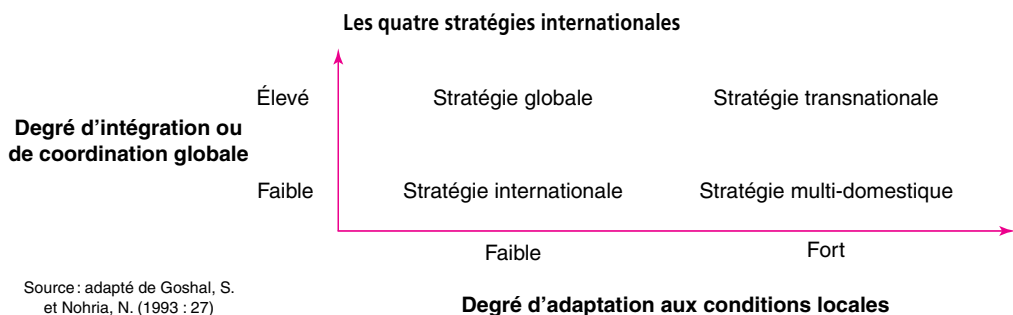 Les quatre stratégies internationales
Élevé
Stratégie globale
Stratégie transnationale
Degré d'intégration ou
de coordination globale
Faible
Stratégie internationale
Stratégie multi-domestique
Faible
Fort
Source : adapté de Goshal, S.
et Nohria, N. (1993 : 27)
Degré d'adaptation aux conditions locales